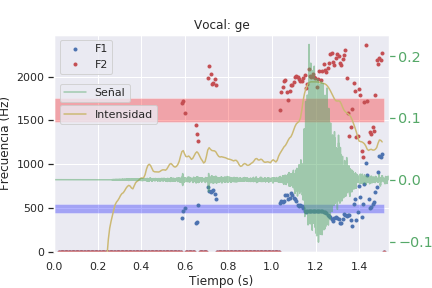 Vocal: ge
F1
F2
Señal
Intensidad
Frecuencia (Hz)
2000
1500
1000
500
0
0.2
0.1
0.0
−0.1
0.0 0.2 0.4 0.6 0.8 1.0 1.2 1.4
Tiempo (s)